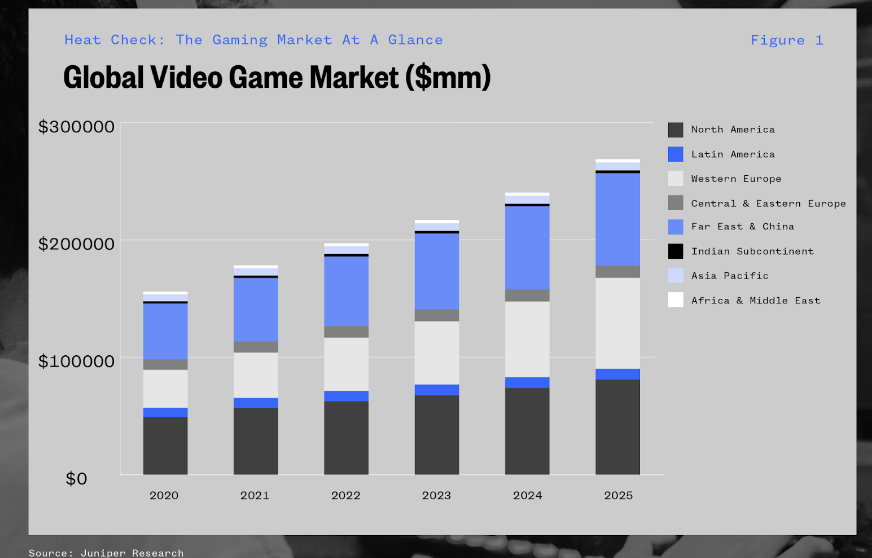 Heat Check: The Gaming Market At A Glance
Figure 1
Global Video Game Market ($mm)
$300000
$200000
$100000
$0
2020
2021
2022
2023
2024
2025
North America
Latin America
Western Europe
Central & Eastern Europe
Far East & China
Indian Subcontinent
Asia Pacific
Africa & Middle East
Source: Juniper Research